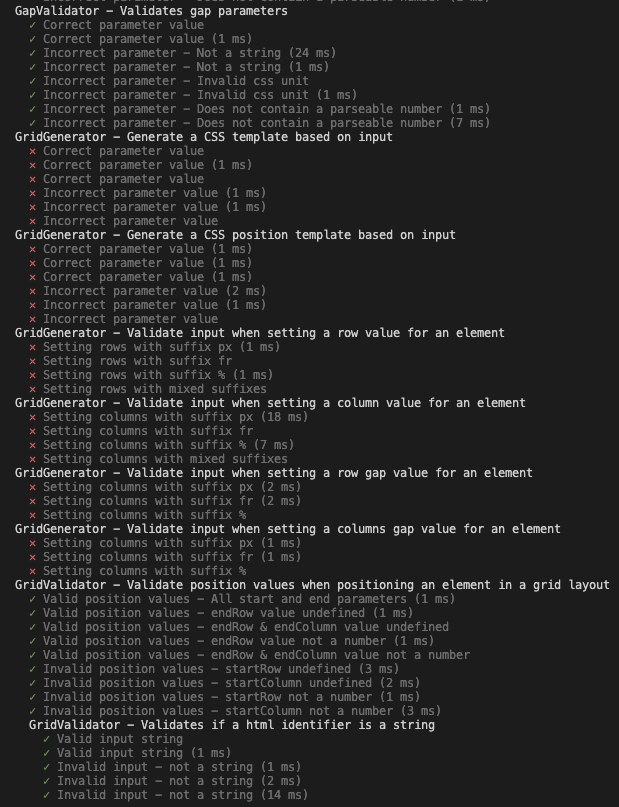 GapValidator – Validates gap parameters
✓ Correct parameter value
✓ Correct parameter value (1 ms)
✓ Incorrect parameter – Not a string (24 ms)
✓ Incorrect parameter – Not a string (1 ms)
✓ Incorrect parameter – Invalid css unit
✓ Incorrect parameter – Invalid css unit (1 ms)
✓ Incorrect parameter – Does not contain a parseable number (1 ms)
✓ Incorrect parameter – Does not contain a parseable number (7 ms)
GridGenerator – Generate a CSS template based on input
✕ Correct parameter value
✕ Correct parameter value (1 ms)
✕ Correct parameter value
✕ Incorrect parameter value (1 ms)
✕ Incorrect parameter value (1 ms)
✕ Incorrect parameter value
GridGenerator – Generate a CSS position template based on input
✕ Correct parameter value (1 ms)
✕ Correct parameter value (1 ms)
✕ Correct parameter value (1 ms)
✕ Incorrect parameter value (2 ms)
✕ Incorrect parameter value (1 ms)
✕ Incorrect parameter value
GridGenerator – Validate input when setting a row value for an element
✕ Setting rows with suffix px (1 ms)
✕ Setting rows with suffix fr
✕ Setting rows with suffix % (1 ms)
✕ Setting rows with mixed suffixes
GridGenerator – Validate input when setting a column value for an element
✕ Setting columns with suffix px (18 ms)
✕ Setting columns with suffix fr
✕ Setting columns with suffix % (7 ms)
✕ Setting columns with mixed suffixes
GridGenerator – Validate input when setting a row gap value for an element
✕ Setting columns with suffix px (2 ms)
✕ Setting columns with suffix fr (2 ms)
✕ Setting columns with suffix %
GridGenerator – Validate input when setting a columns gap value for an element
✕ Setting columns with suffix px (1 ms)
✕ Setting columns with suffix fr (1 ms)
✕ Setting columns with suffix %
GridValidator – Validate position values when positioning an element in a grid layout
✓ Valid position values – All start and end parameters (1 ms)
✓ Valid position values – endRow value undefined (1 ms)
✓ Valid position values – endRow & endColumn value undefined
✓ Valid position values – endRow value not a number (1 ms)
✓ Valid position values – endRow & endColumn value not a number
✓ Invalid position values – startRow undefined (3 ms)
✓ Invalid position values – startColumn undefined (2 ms)
✓ Invalid position values – startRow not a number (1 ms)
✓ Invalid position values – startColumn not a number (3 ms)
GridValidator – Validates if a html identifier is a string
✓ Valid input string
✓ Valid input string (1 ms)
✓ Invalid input – not a string (1 ms)
✓ Invalid input – not a string (2 ms)
✓ Invalid input – not a string (14 ms)